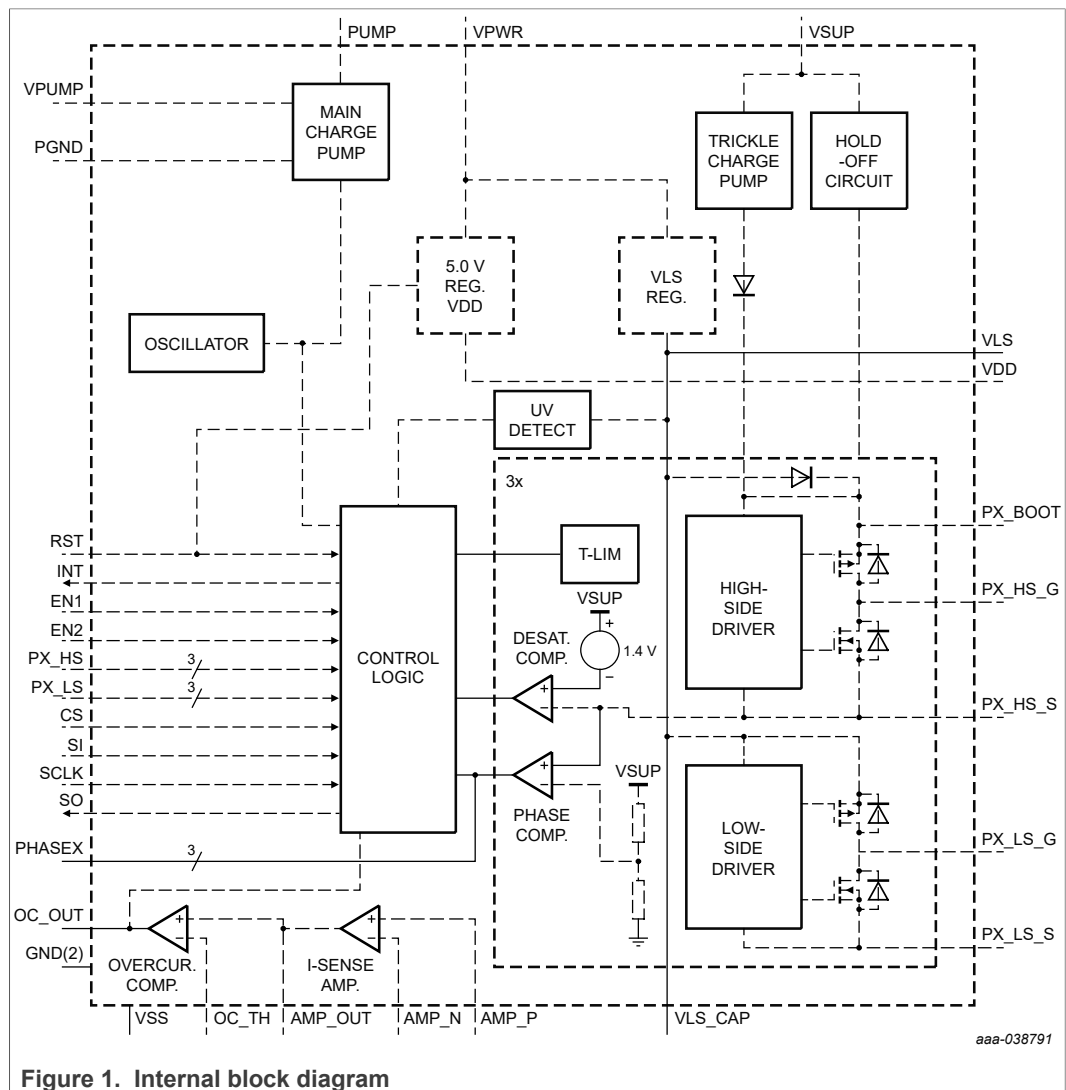 PUMP
VPWR
VSUP
VPUMP
PGND
MAIN
CHARGE
PUMP
TRICKLE
CHARGE
PUMP
HOLD
-OFF
CIRCUIT
5.0 V
REG.
VDD
VLS
REG.
OSCILLATOR
VLS
VDD
UV
DETECT
3x
PX_BOOT
RST
INT
EN1
EN2
PX_HS
3
PX_LS
3
CS
SI
SCLK
SO
CONTROL
LOGIC
T-LIM
VSUP
+
DESAT.
COMP.
1.4 V
–
+
–
HIGH-
SIDE
DRIVER
PX_HS_G
PX_HS_S
+
–
PHASE
COMP.
VSUP
LOW-
SIDE
DRIVER
PX_LS_G
PX_LS_S
PHASEX
3
OC_OUT
GND(2)
+
–
OVERCUR.
COMP.
+
–
I-SENSE
AMP.
VSS
OC_TH
AMP_OUT
AMP_N
AMP_P
VLS_CAP
aaa-038791
Figure 1. Internal block diagram